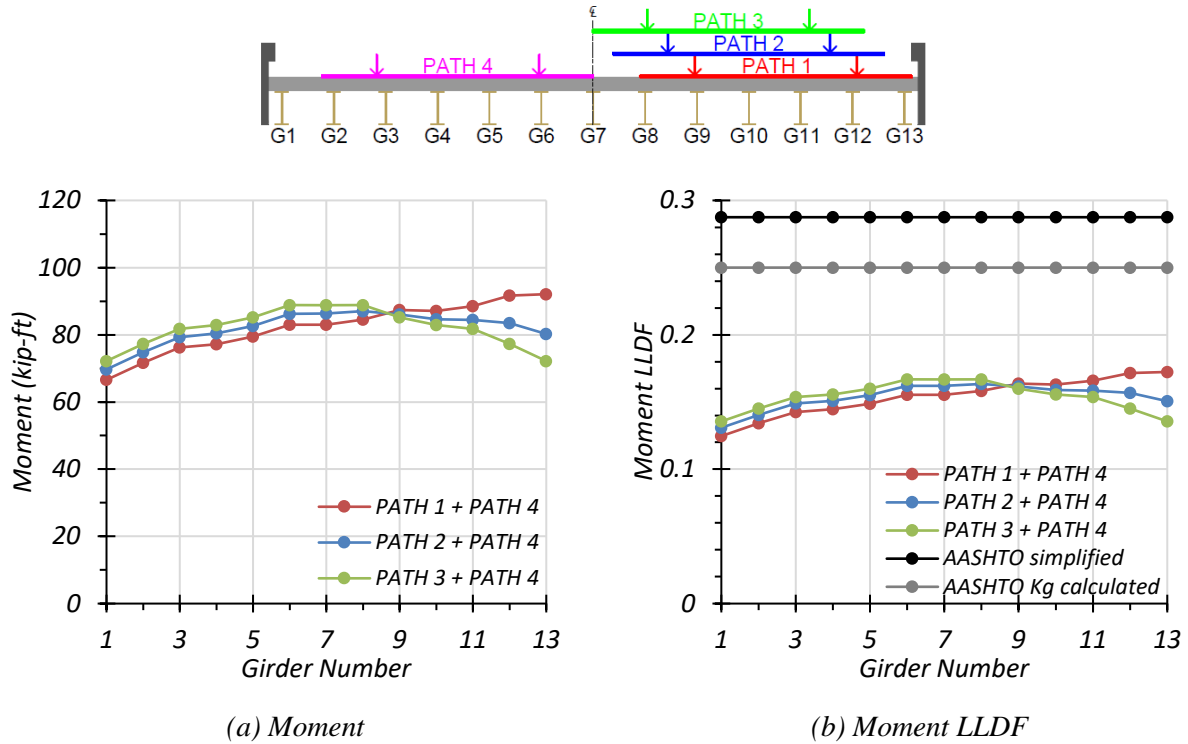 ℄
PATH 3
PATH 2
PATH 4
PATH 1
G1 G2 G3 G4 G5 G6 G7 G8 G9 G10 G11 G12 G13
Moment (kip-ft)
120
100
80
60
40
20
0
PATH 1 + PATH 4
PATH 2 + PATH 4
PATH 3 + PATH 4
1 3 5 7 9 11 13
Girder Number
(a) Moment
Moment LLDF
0.3
0.2
0.1
0
PATH 1 + PATH 4
PATH 2 + PATH 4
PATH 3 + PATH 4
AASHTO simplified
AASHTO Kg calculated
1 3 5 7 9 11 13
Girder Number
(b) Moment LLDF